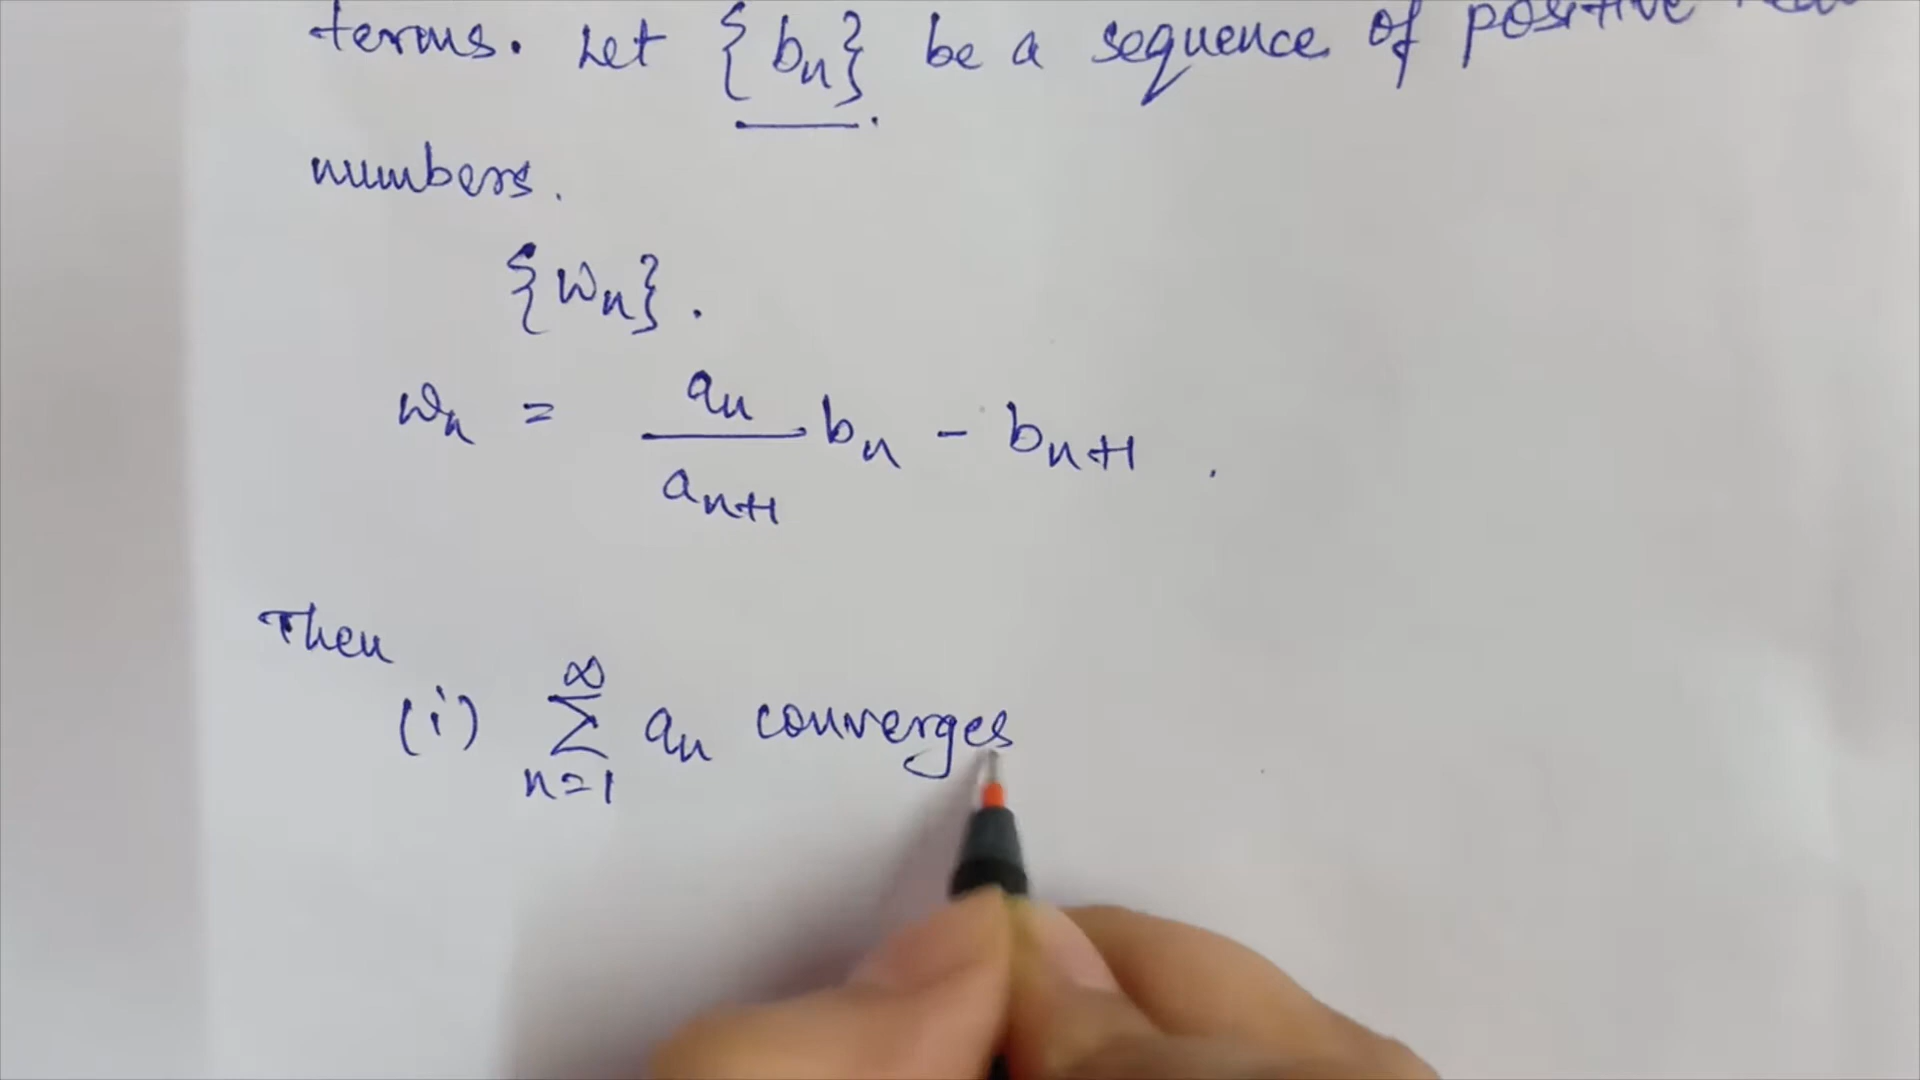 terms. Let {bn} be a sequence of positive
numbers.
{wn}.
wn = an/an+1 bn - bn+1 .
Then
(i) ∞∑n=1 an converges